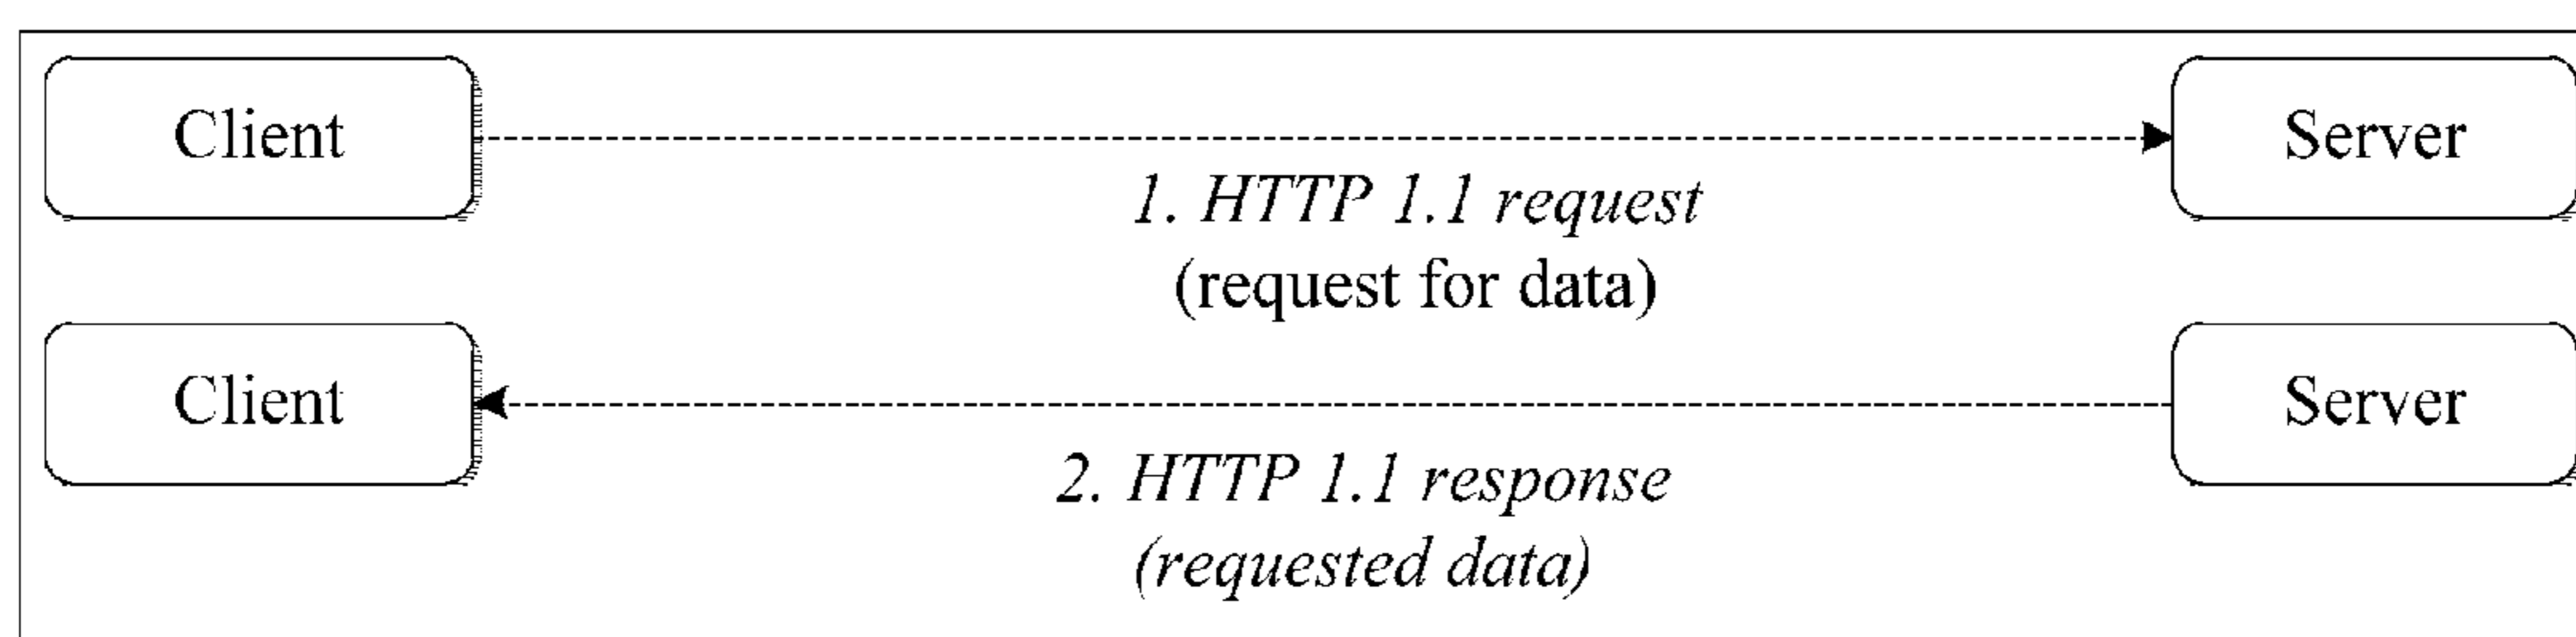 Client
Server
1. HTTP 1.1 request
(request for data)
Client
Server
2. HTTP 1.1 response
(requested data)